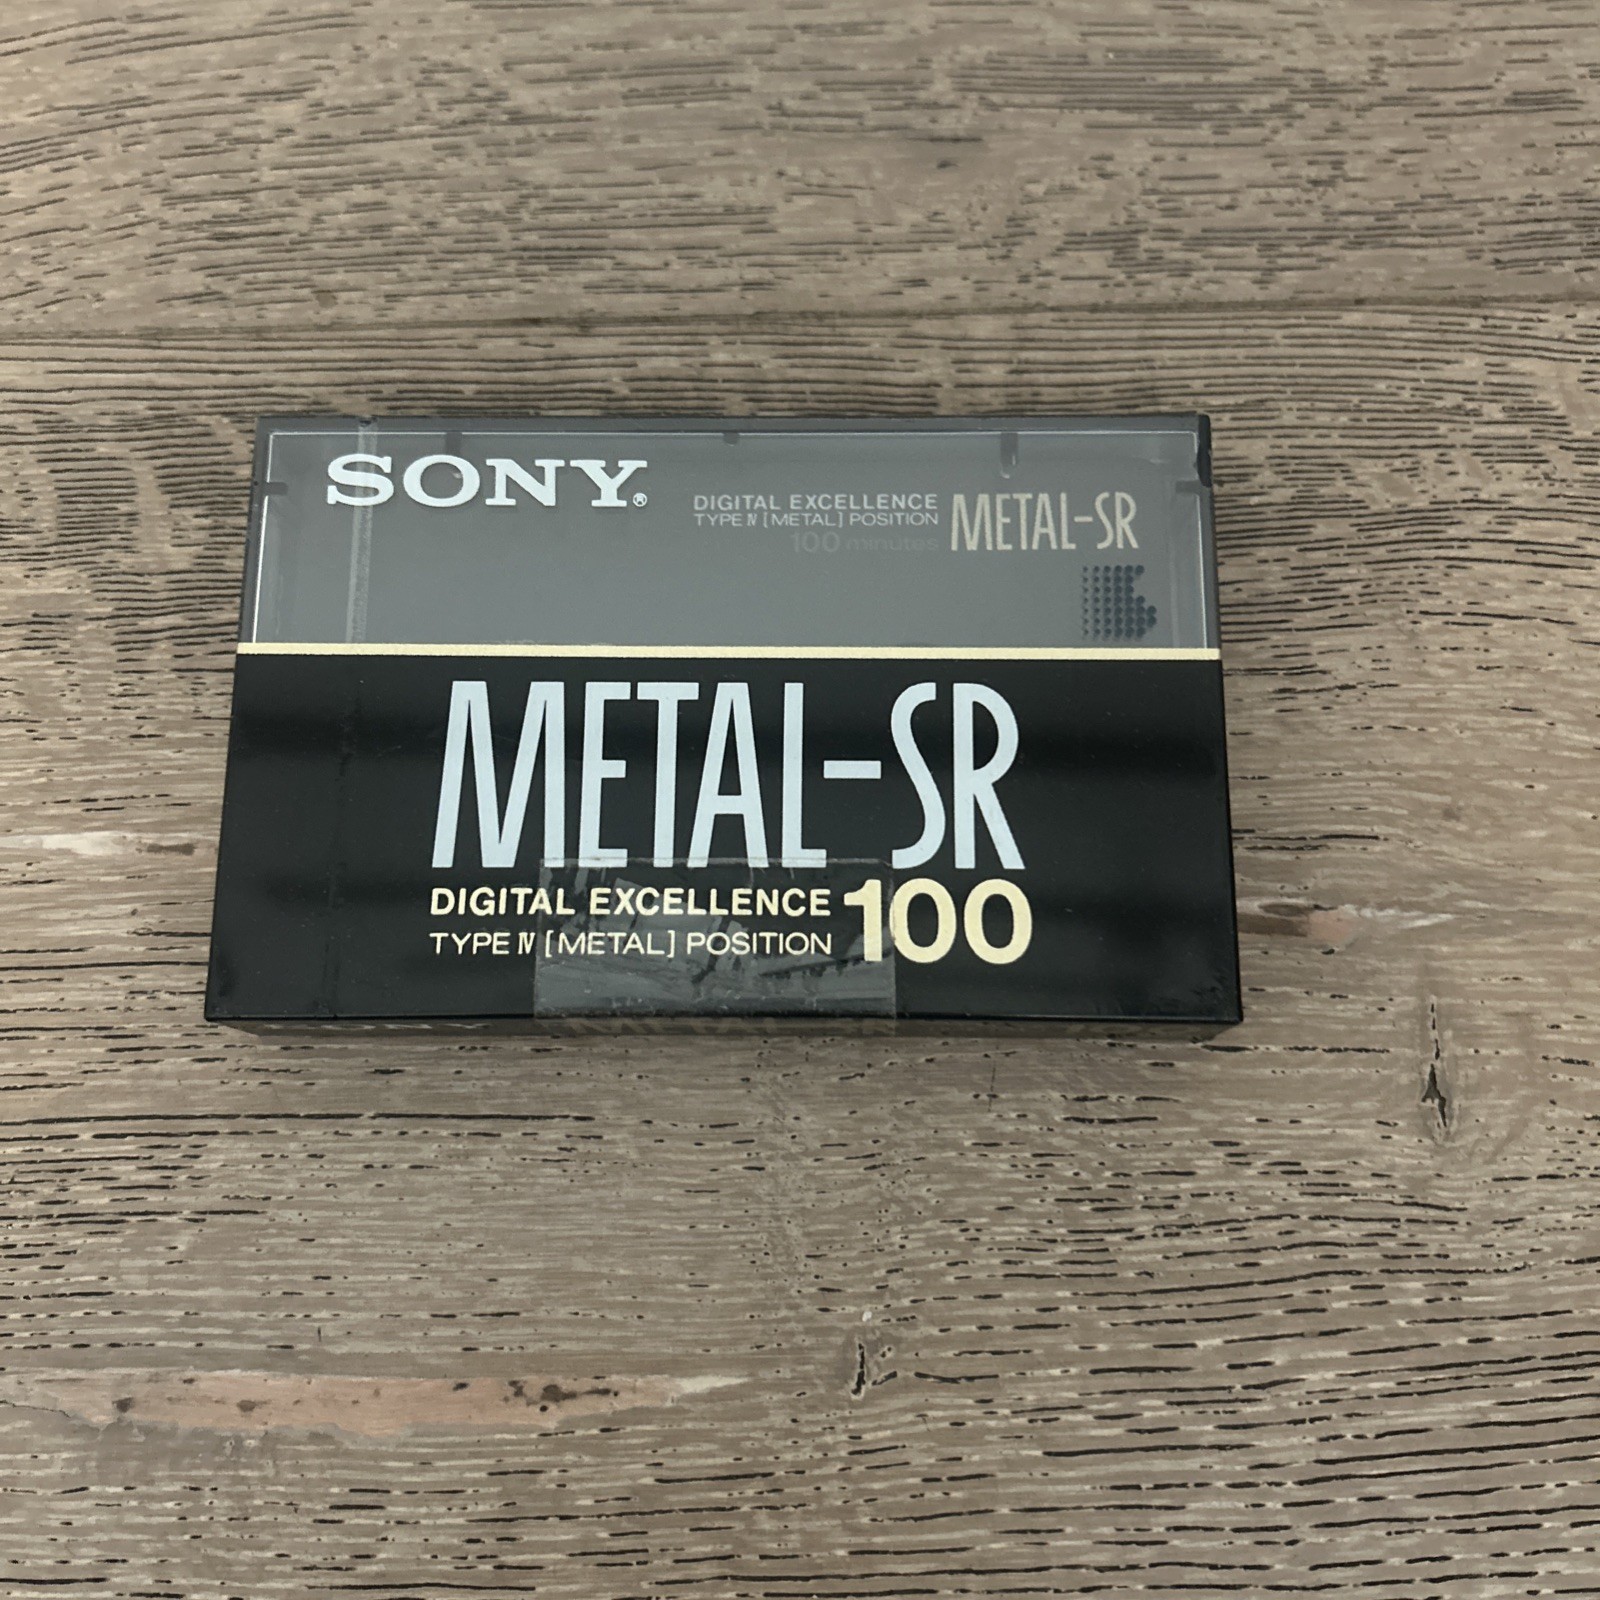 SONY®
DIGITAL EXCELLENCE
TYPE IV [METAL] POSITION
100 minutes
METAL-SR
METAL-SR
DIGITAL EXCELLENCE
TYPE IV [METAL] POSITION
100
SONY